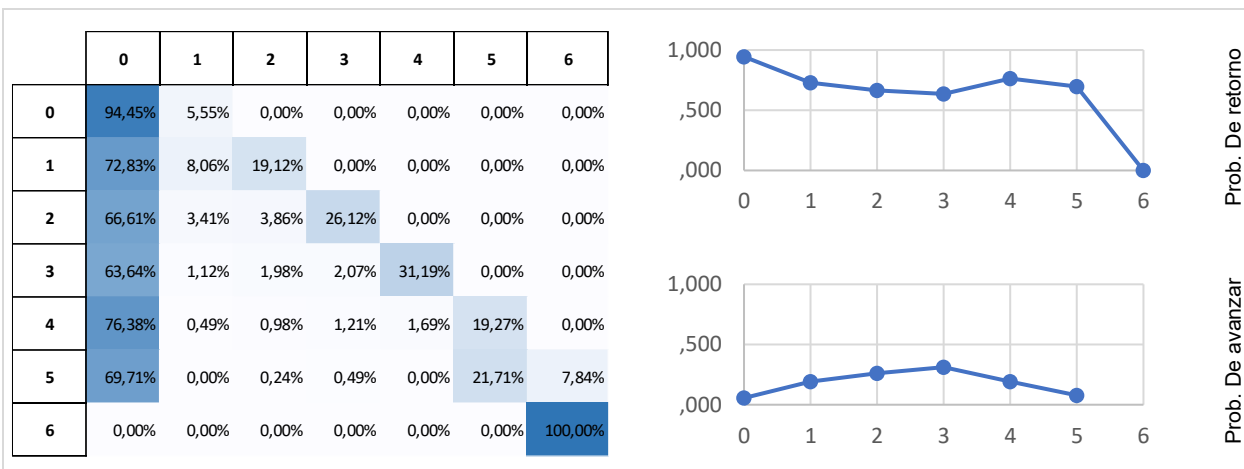 0 1 2 3 4 5 6
0 94,45% 5,55% 0,00% 0,00% 0,00% 0,00% 0,00%
1 72,83% 8,06% 19,12% 0,00% 0,00% 0,00% 0,00%
2 66,61% 3,41% 3,86% 26,12% 0,00% 0,00% 0,00%
3 63,64% 1,12% 1,98% 2,07% 31,19% 0,00% 0,00%
4 76,38% 0,49% 0,98% 1,21% 1,69% 19,27% 0,00%
5 69,71% 0,00% 0,24% 0,49% 0,00% 21,71% 7,84%
6 0,00% 0,00% 0,00% 0,00% 0,00% 0,00% 100,00%
1,000
,500
,000
0 1 2 3 4 5 6
Prob. De retorno
1,000
,500
,000
0 1 2 3 4 5 6
Prob. De avanzar